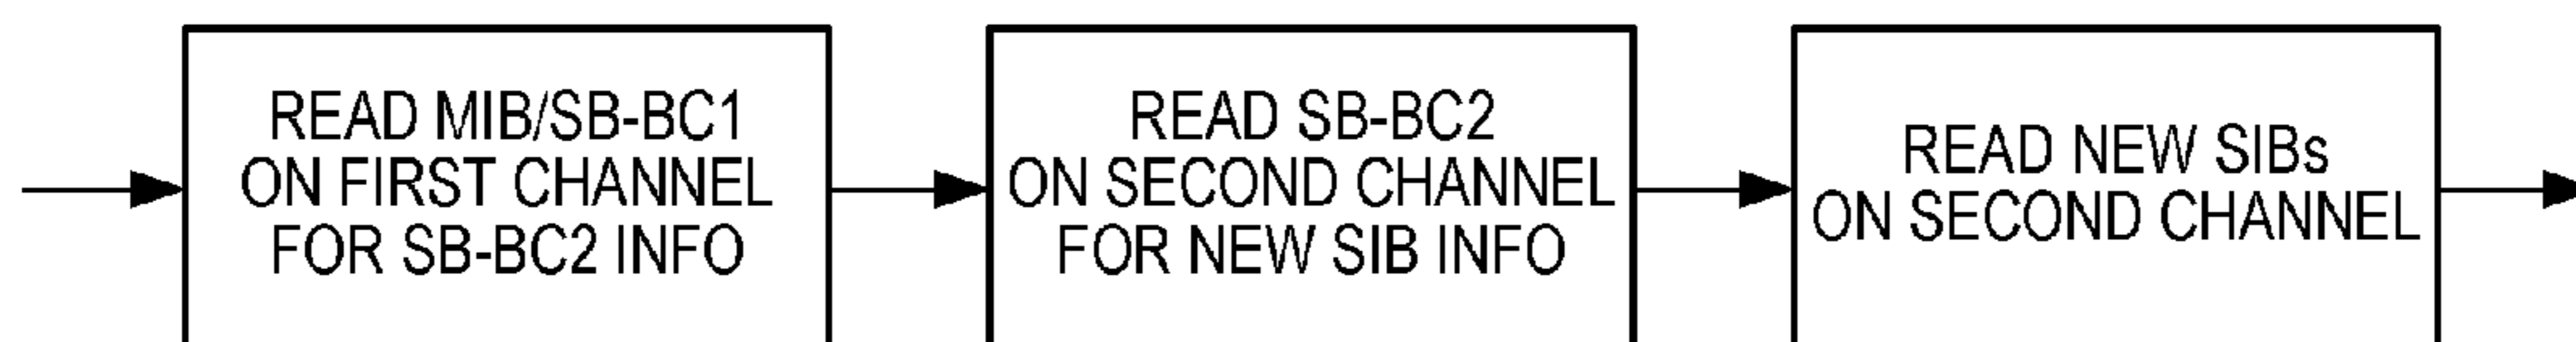 READ MIB/SB-BC1
ON FIRST CHANNEL
FOR SB-BC2 INFO
READ SB-BC2
ON SECOND CHANNEL
FOR NEW SIB INFO
READ NEW SIBs
ON SECOND CHANNEL